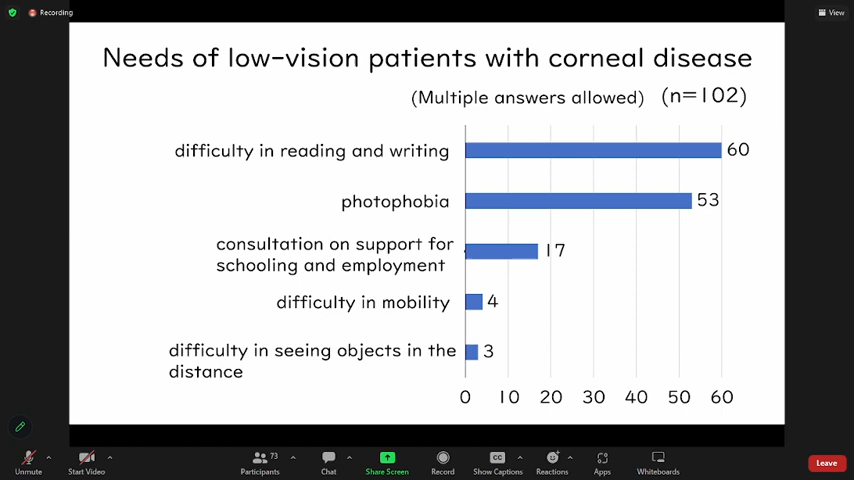 Recording
View
Needs of low-vision patients with corneal disease
(Multiple answers allowed) (n=102)
difficulty in reading and writing 60
photophobia 53
consultation on support for
schooling and employment 17
difficulty in mobility 4
difficulty in seeing objects in the
distance 3
0 10 20 30 40 50 60
73
CC
Unmute Start Video Participants Chat Share Screen Record Show Captions Reactions Apps Whiteboards Leave